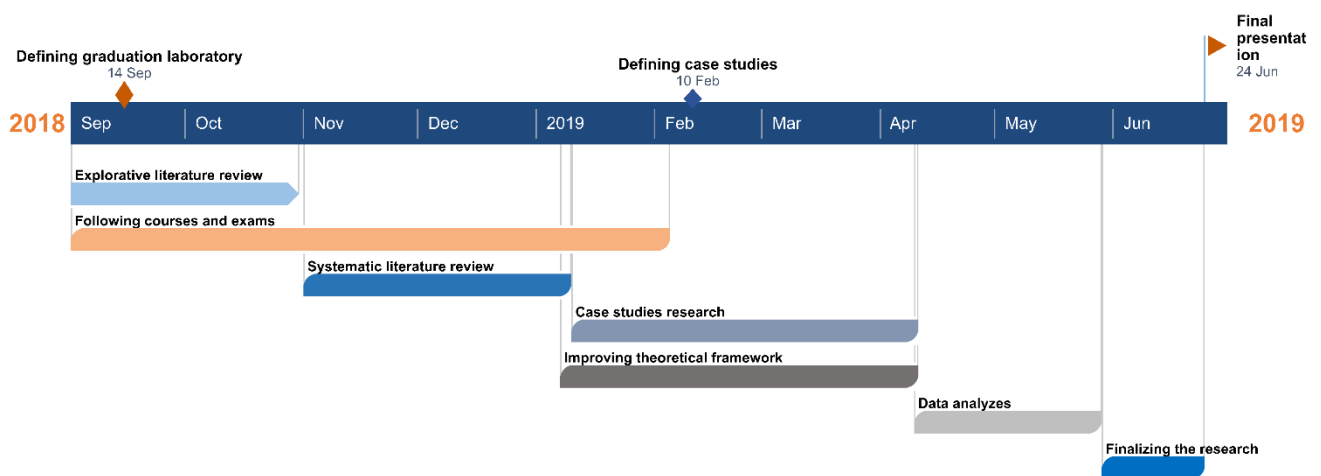 Final
presentat
ion
24 Jun
Defining graduation laboratory
14 Sep
Defining case studies
10 Feb
2018 Sep Oct Nov Dec 2019 Feb Mar Apr May Jun 2019
Explorative literature review
Following courses and exams
Systematic literature review
Case studies research
Improving theoretical framework
Data analyzes
Finalizing the research